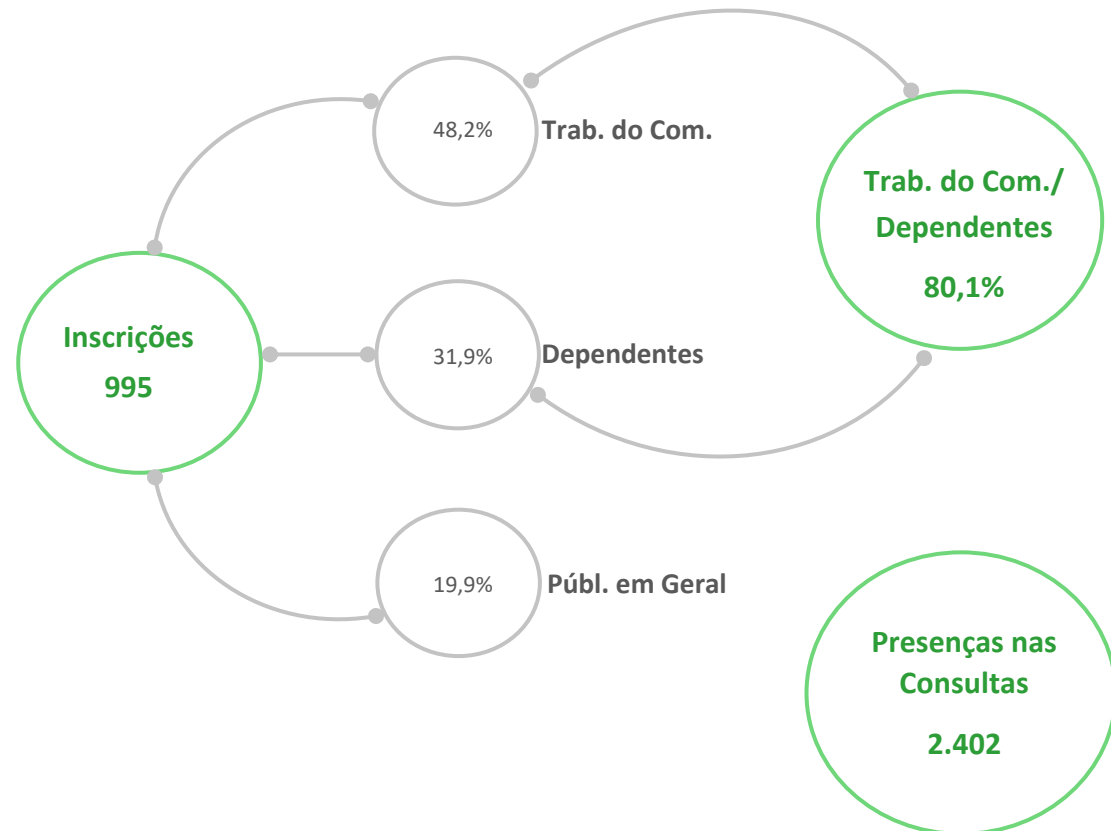 48,2%
Trab. do Com.
Trab. do Com./
Dependentes
80,1%
Inscrições
995
31,9%
Dependentes
19,9%
Públ. em Geral
Presenças nas
Consultas
2.402